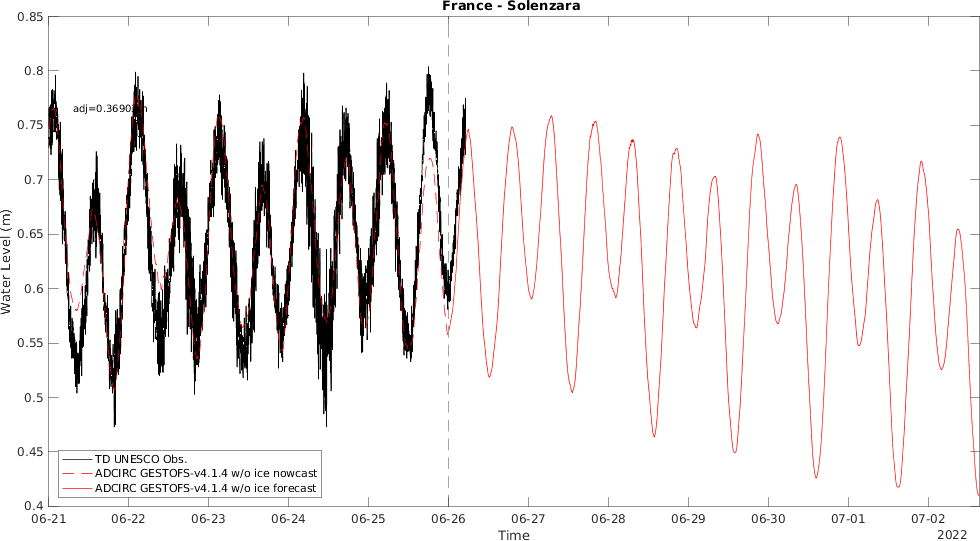 France - Solenzara
0.85
0.8
0.75
0.7
0.65
0.6
0.55
0.5
0.45
0.4
Water Level (m)
TD UNESCO Obs.
ADCIRC GESTOFS-v4.1.4 w/o ice nowcast
ADCIRC GESTOFS-v4.1.4 w/o ice forecast
06-21 06-22 06-23 06-24 06-25 06-26 06-27 06-28 06-29 06-30 07-01 07-02
Time
2022